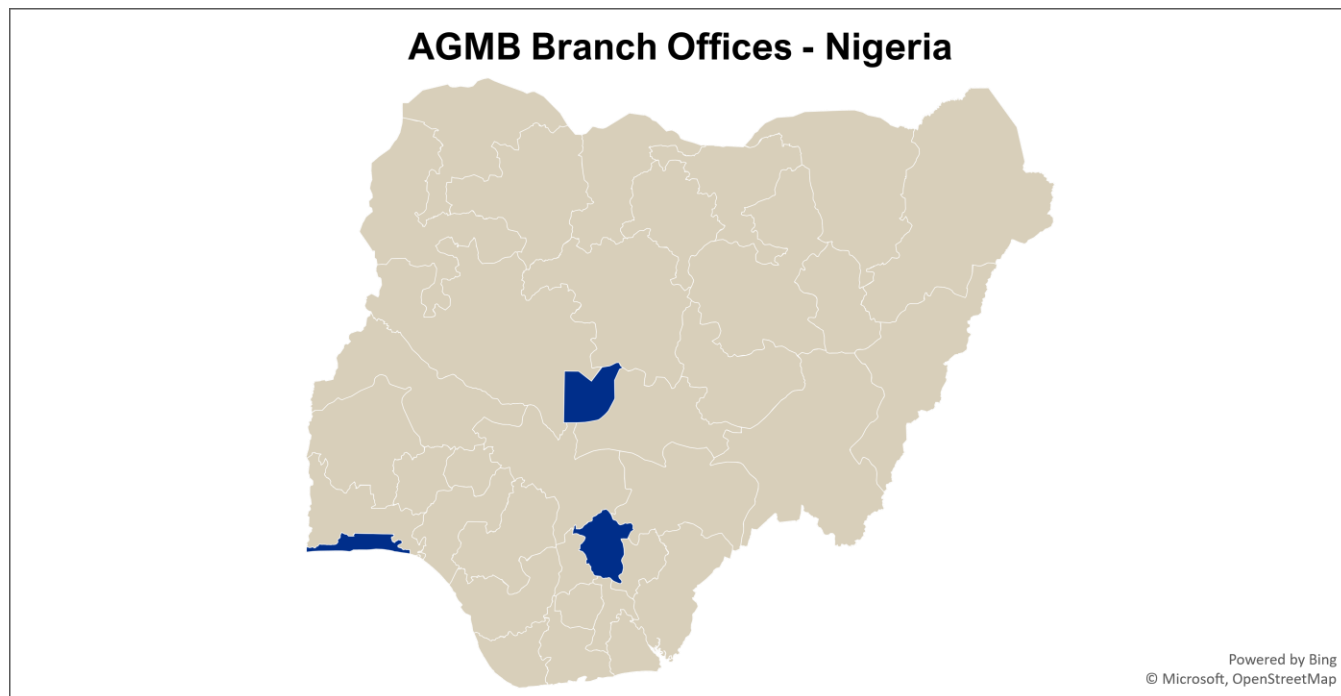 AGMB Branch Offices - Nigeria
Powered by Bing
© Microsoft, OpenStreetMap